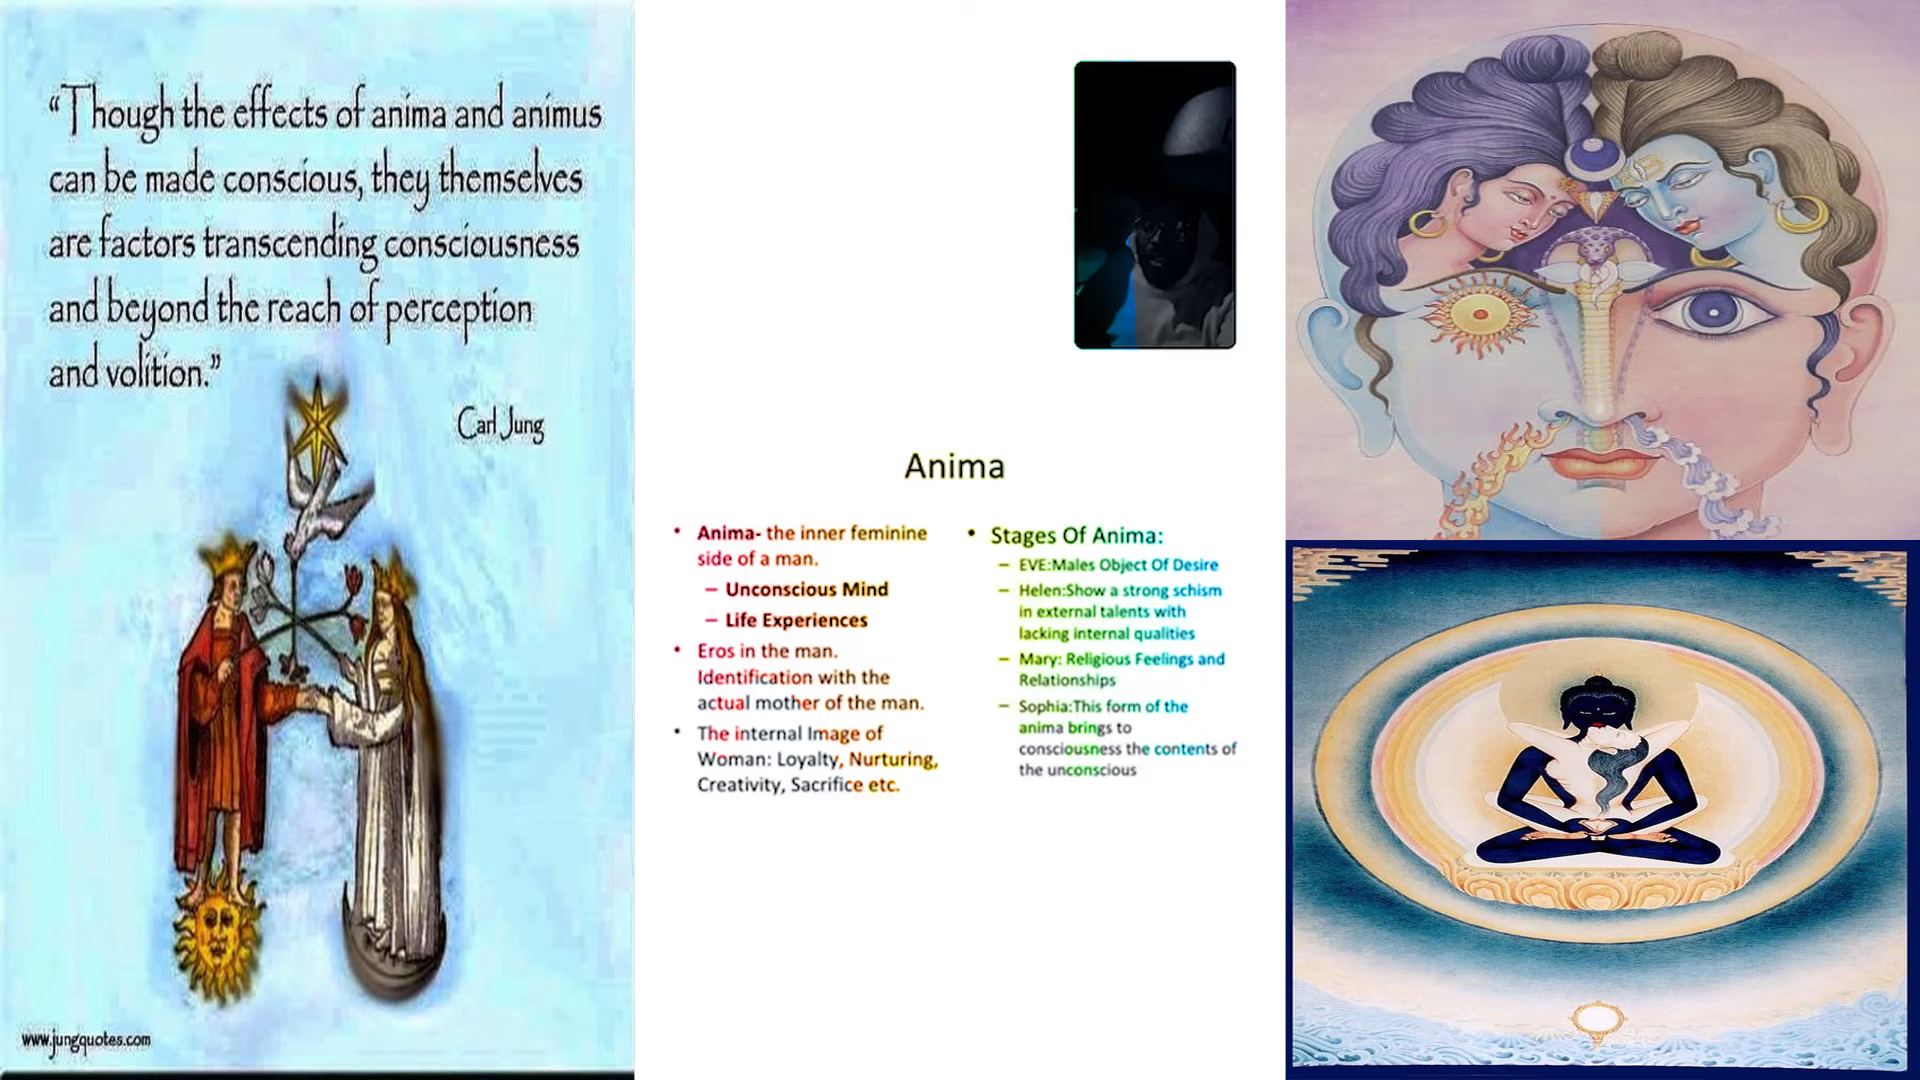 “Though the effects of anima and animus
can be made conscious, they themselves
are factors transcending consciousness
and beyond the reach of perception
and volition.”
Carl Jung
www.jungquotes.com
Anima
• Anima- the inner feminine
side of a man.
– Unconscious Mind
– Life Experiences
• Eros in the man.
Identification with the
actual mother of the man.
• The internal Image of
Woman: Loyalty, Nurturing,
Creativity, Sacrifice etc.
• Stages Of Anima:
– EVE:Males Object Of Desire
– Helen:Show a strong schism
in external talents with
lacking internal qualities
– Mary: Religious Feelings and
Relationships
– Sophia:This form of the
anima brings to
consciousness the contents of
the unconscious